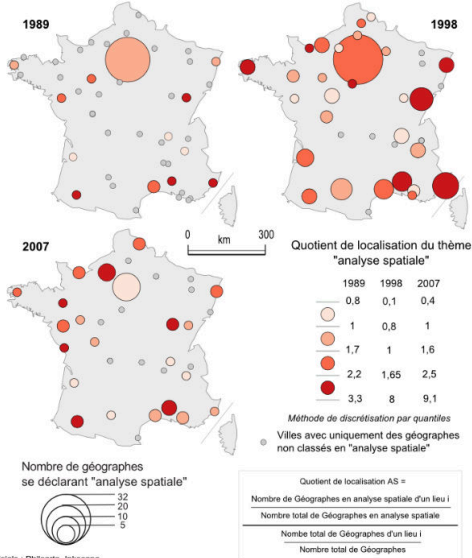 1989
1998
2007
0 300
km
Quotient de localisation du thème
"analyse spatiale"
1989 1998 2007
0,8 0,1 0,4
1 0,8 1
1,7 1 1,6
2,2 1,65 2,5
3,3 8 9,1
Méthode de discrétisation par quantiles
Villes avec uniquement des géographes
non classés en "analyse spatiale"
Nombre de géographes
se déclarant "analyse spatiale"
32
20
10
5
Quotient de localisation AS =
Nombre de Géographes en analyse spatiale d'un lieu i
Nombre total de Géographes en analyse spatiale
Nombe total de Géographes d'un lieu i
Nombre total de Géographes